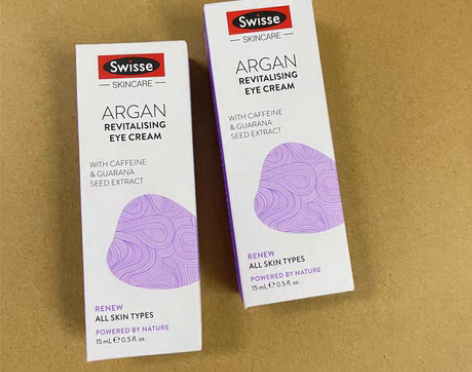 Swisse
SKINCARE
ARGAN
REVITALISING
EYE CREAM
WITH CAFFEINE
& GUARANA
SEED EXTRACT
RENEW
ALL SKIN TYPES
POWERED BY NATURE
15 mL ℮ 0.5 fl. oz.
Swisse
SKINCARE
ARGAN
REVITALISING
EYE CREAM
WITH CAFFEINE
& GUARANA
SEED EXTRACT
RENEW
ALL SKIN TYPES
POWERED BY NATURE
15 mL ℮ 0.5 fl. oz.